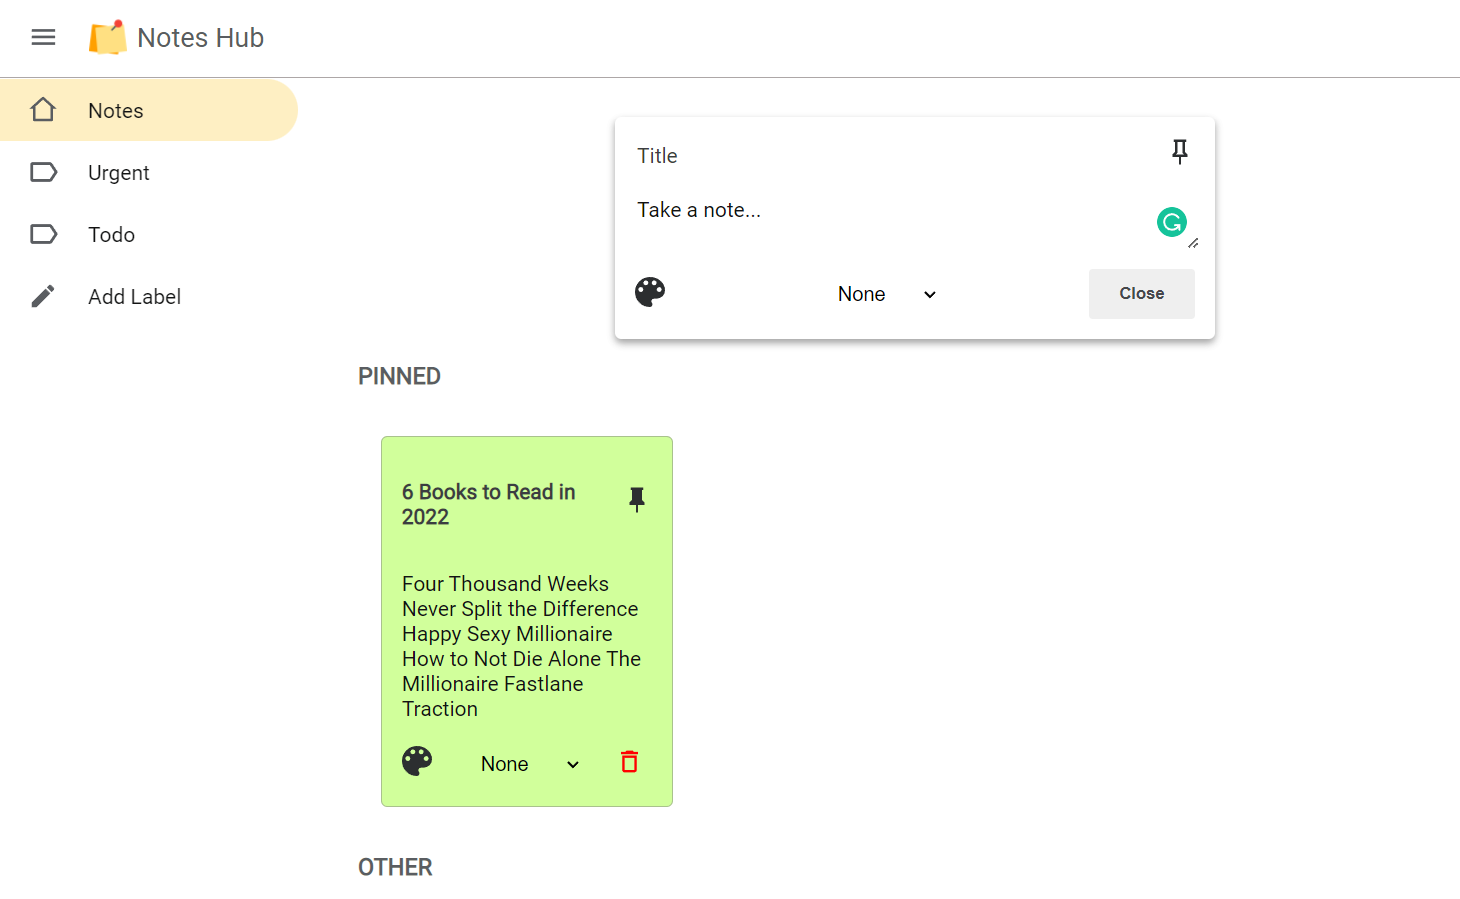 Notes Hub
Notes
Urgent
Todo
Add Label
Title
Take a note...
None
Close
PINNED
6 Books to Read in
2022
Four Thousand Weeks
Never Split the Difference
Happy Sexy Millionaire
How to Not Die Alone The
Millionaire Fastlane
Traction
None
OTHER